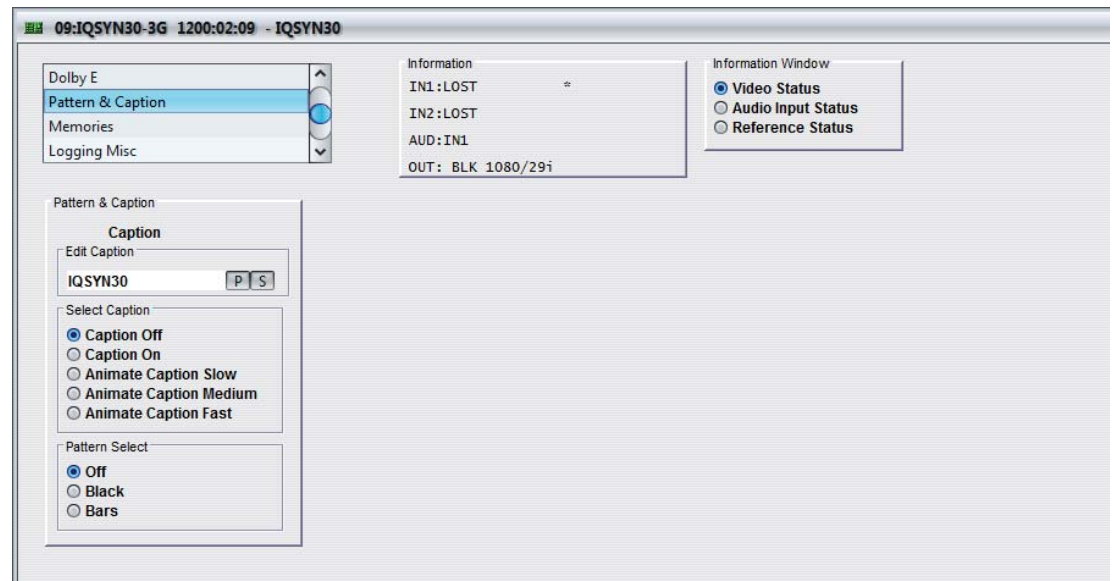 09:IQSYN30-3G 1200:02:09 - IQSYN30
Dolby E
Pattern & Caption
Memories
Logging Misc
Information
IN1:LOST *
IN2:LOST
AUD:IN1
OUT: BLK 1080/29i
Information Window
Video Status
Audio Input Status
Reference Status
Pattern & Caption
Caption
Edit Caption
IQSYN30 P S
Select Caption
Caption Off
Caption On
Animate Caption Slow
Animate Caption Medium
Animate Caption Fast
Pattern Select
Off
Black
Bars